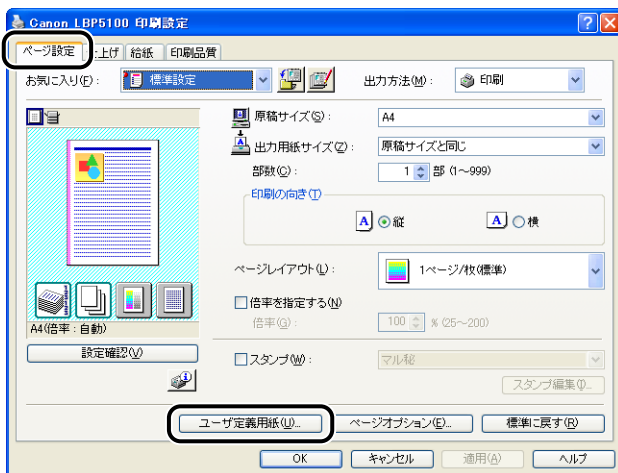 Canon LBP5100 印刷設定
ページ設定 上げ 給紙 印刷品質
お気に入り(F): 標準設定 出力方法(M): 印刷
原稿サイズ(S): A4
出力用紙サイズ(Z): 原稿サイズと同じ
部数(C): 1 部 (1～999)
印刷の向き(T)
A 縦 A 横
ページレイアウト(L): 1ページ/枚(標準)
倍率を指定する(N)
倍率(G): 100 % (25～200)
A4(倍率:自動)
設定確認(V)
スタンプ(W): マル秘
スタンプ編集(I)...
ユーザ定義用紙(U)... ページオプション(E)... 標準に戻す(R)
OK キャンセル 適用(A) ヘルプ